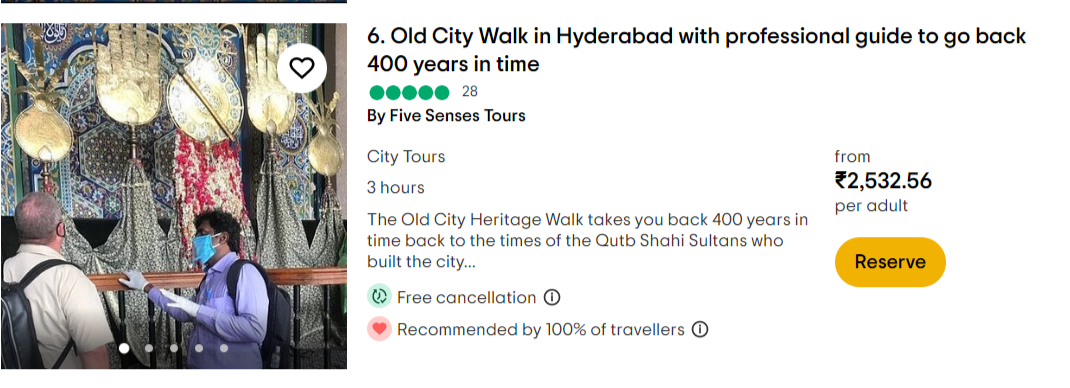 6. Old City Walk in Hyderabad with professional guide to go back
400 years in time
28
By Five Senses Tours
City Tours
3 hours
The Old City Heritage Walk takes you back 400 years in
time back to the times of the Qutb Shahi Sultans who
built the city...
Free cancellation
Recommended by 100% of travellers
from
₹2,532.56
per adult
Reserve